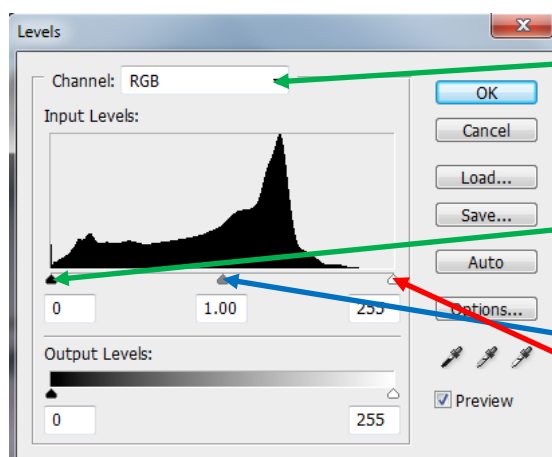 Levels
Channel: RGB
OK
Input Levels:
Cancel
Load...
Save...
Auto
0
1.00
255
Options...
Output Levels:
Preview
0
255